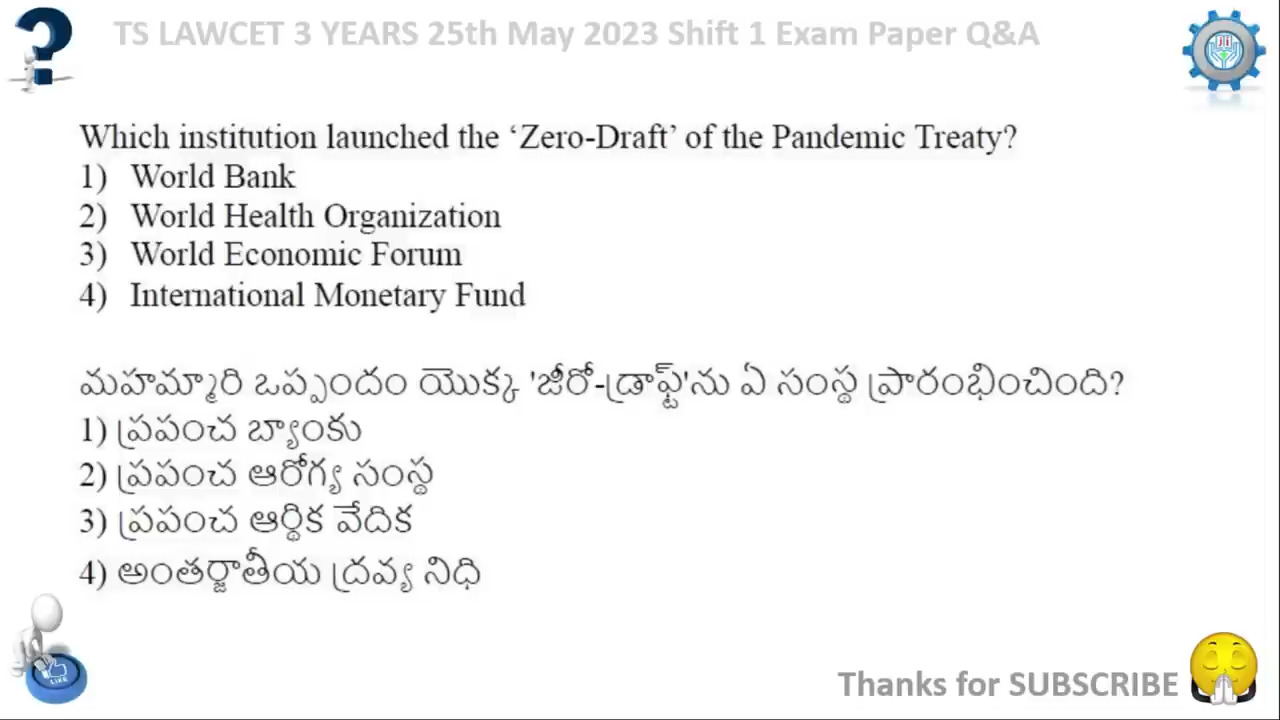 TS LAWCET 3 YEARS 25th May 2023 Shift 1 Exam Paper Q&A
Which institution launched the ‘Zero-Draft’ of the Pandemic Treaty?
1) World Bank
2) World Health Organization
3) World Economic Forum
4) International Monetary Fund
మహమ్మారి ఒప్పందం యొక్క 'జీరో-డ్రాఫ్ట్'ను ఏ సంస్థ ప్రారంభించింది?
1) ప్రపంచ బ్యాంకు
2) ప్రపంచ ఆరోగ్య సంస్థ
3) ప్రపంచ ఆర్థిక వేదిక
4) అంతర్జాతీయ ద్రవ్య నిధి
LIKE
Thanks for SUBSCRIBE